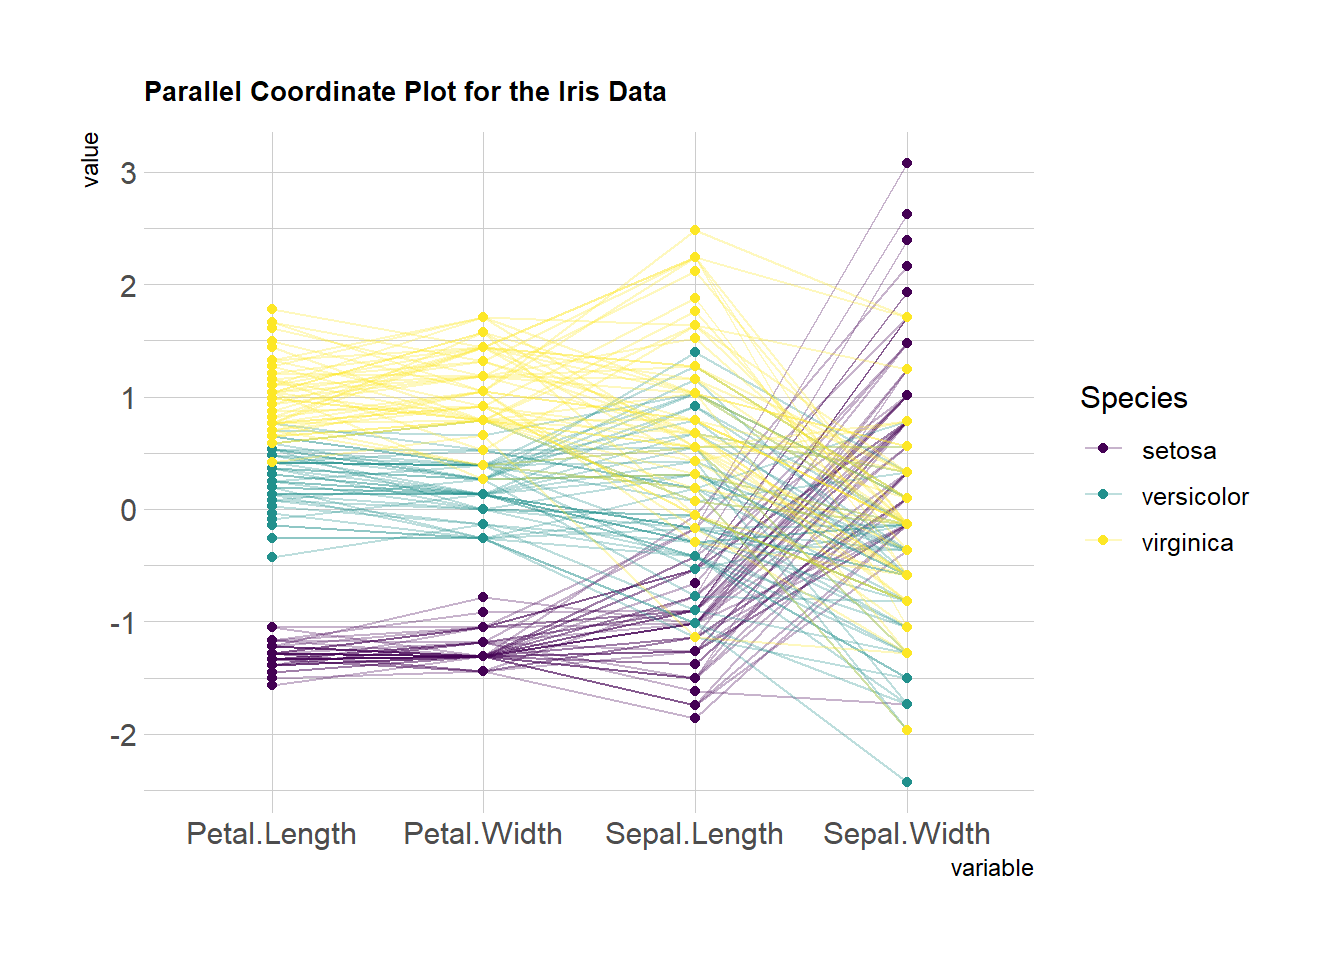 Parallel Coordinate Plot for the Iris Data
value
3
2
1
0
-1
-2
Petal.Length Petal.Width Sepal.Length Sepal.Width
variable
Species
setosa
versicolor
virginica